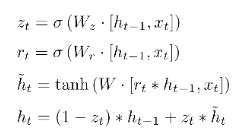 z_t = σ (W_z · [h_{t−1}, x_t])
r_t = σ (W_r · [h_{t−1}, x_t])
h̃_t = tanh (W · [r_t * h_{t−1}, x_t])
h_t = (1 − z_t) * h_{t−1} + z_t * h̃_t